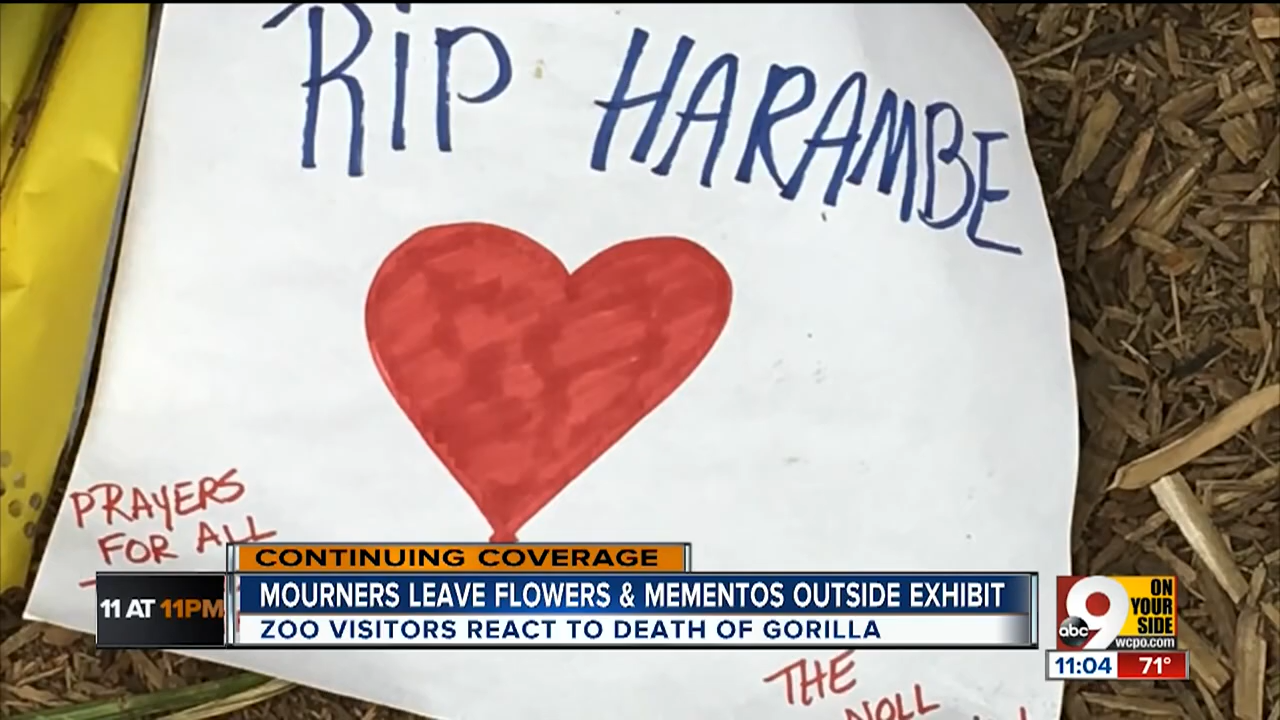 RIP HARAMBE
PRAYERS
FOR ALL
CONTINUING COVERAGE
11 AT 11PM
MOURNERS LEAVE FLOWERS & MEMENTOS OUTSIDE EXHIBIT
ZOO VISITORS REACT TO DEATH OF GORILLA
abc 9 ON
YOUR
SIDE
wcpo.com
11:04 71°
THE
NOLL